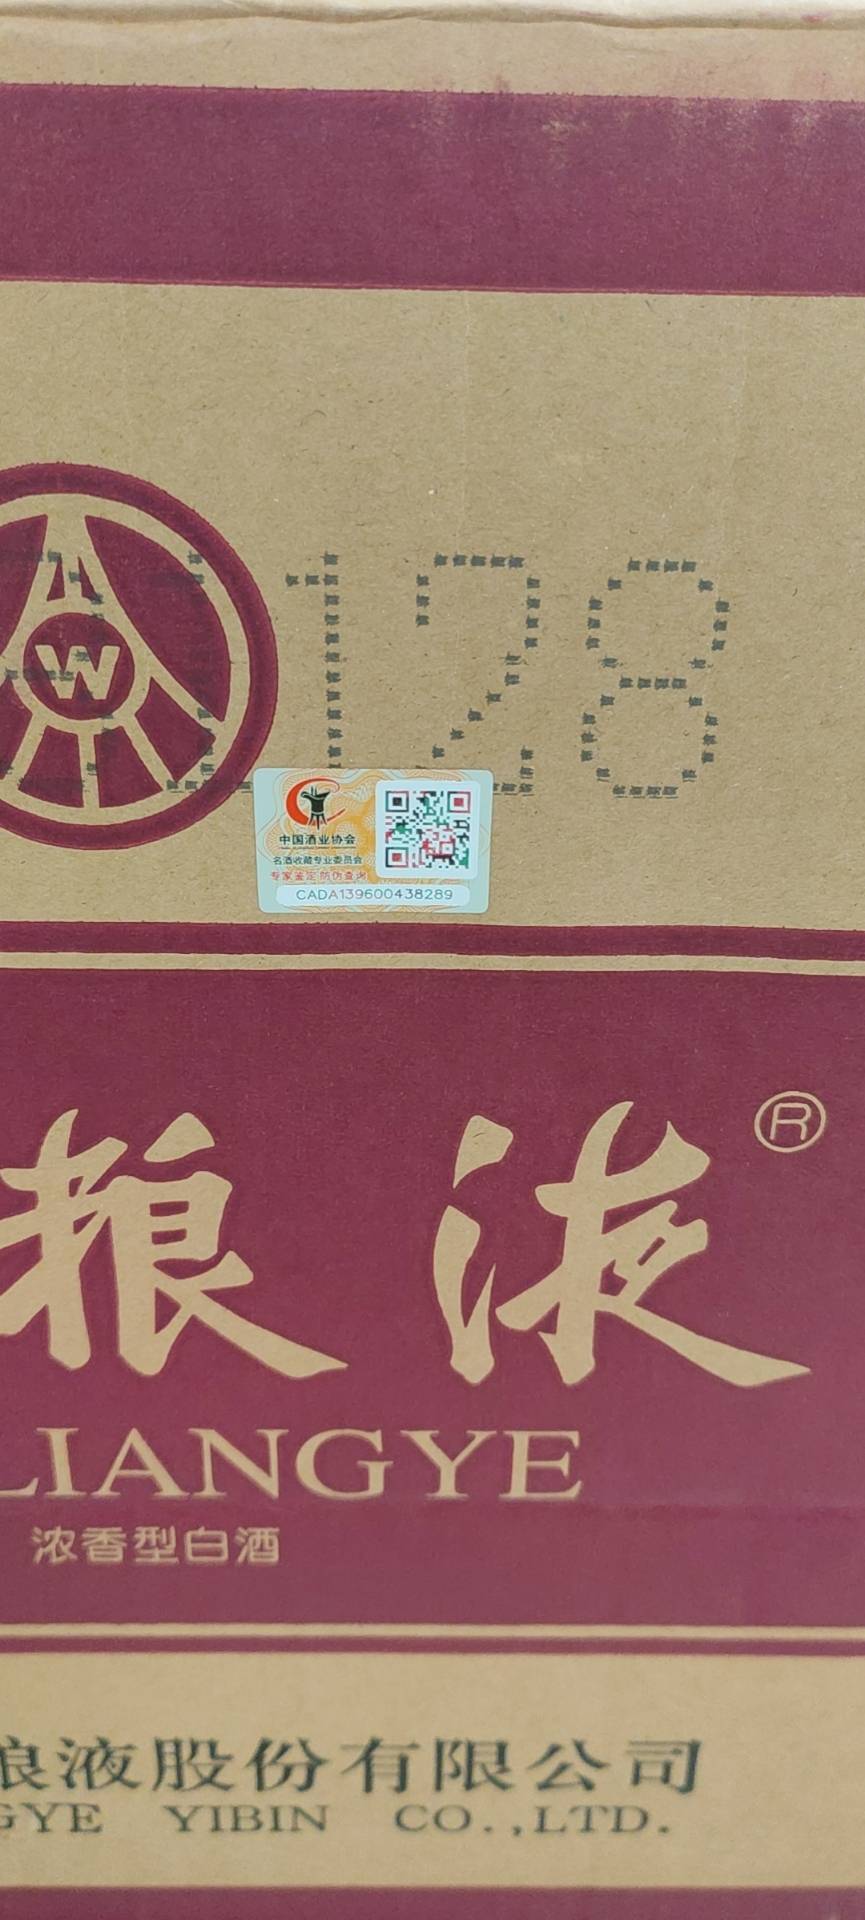 W
128
中国酒业协会
名酒收藏专业委员会
专家鉴定 防伪查询
CADA139600438289
粮液®
LIANGYE
浓香型白酒
粮液股份有限公司
GYE YIBIN CO.,LTD.